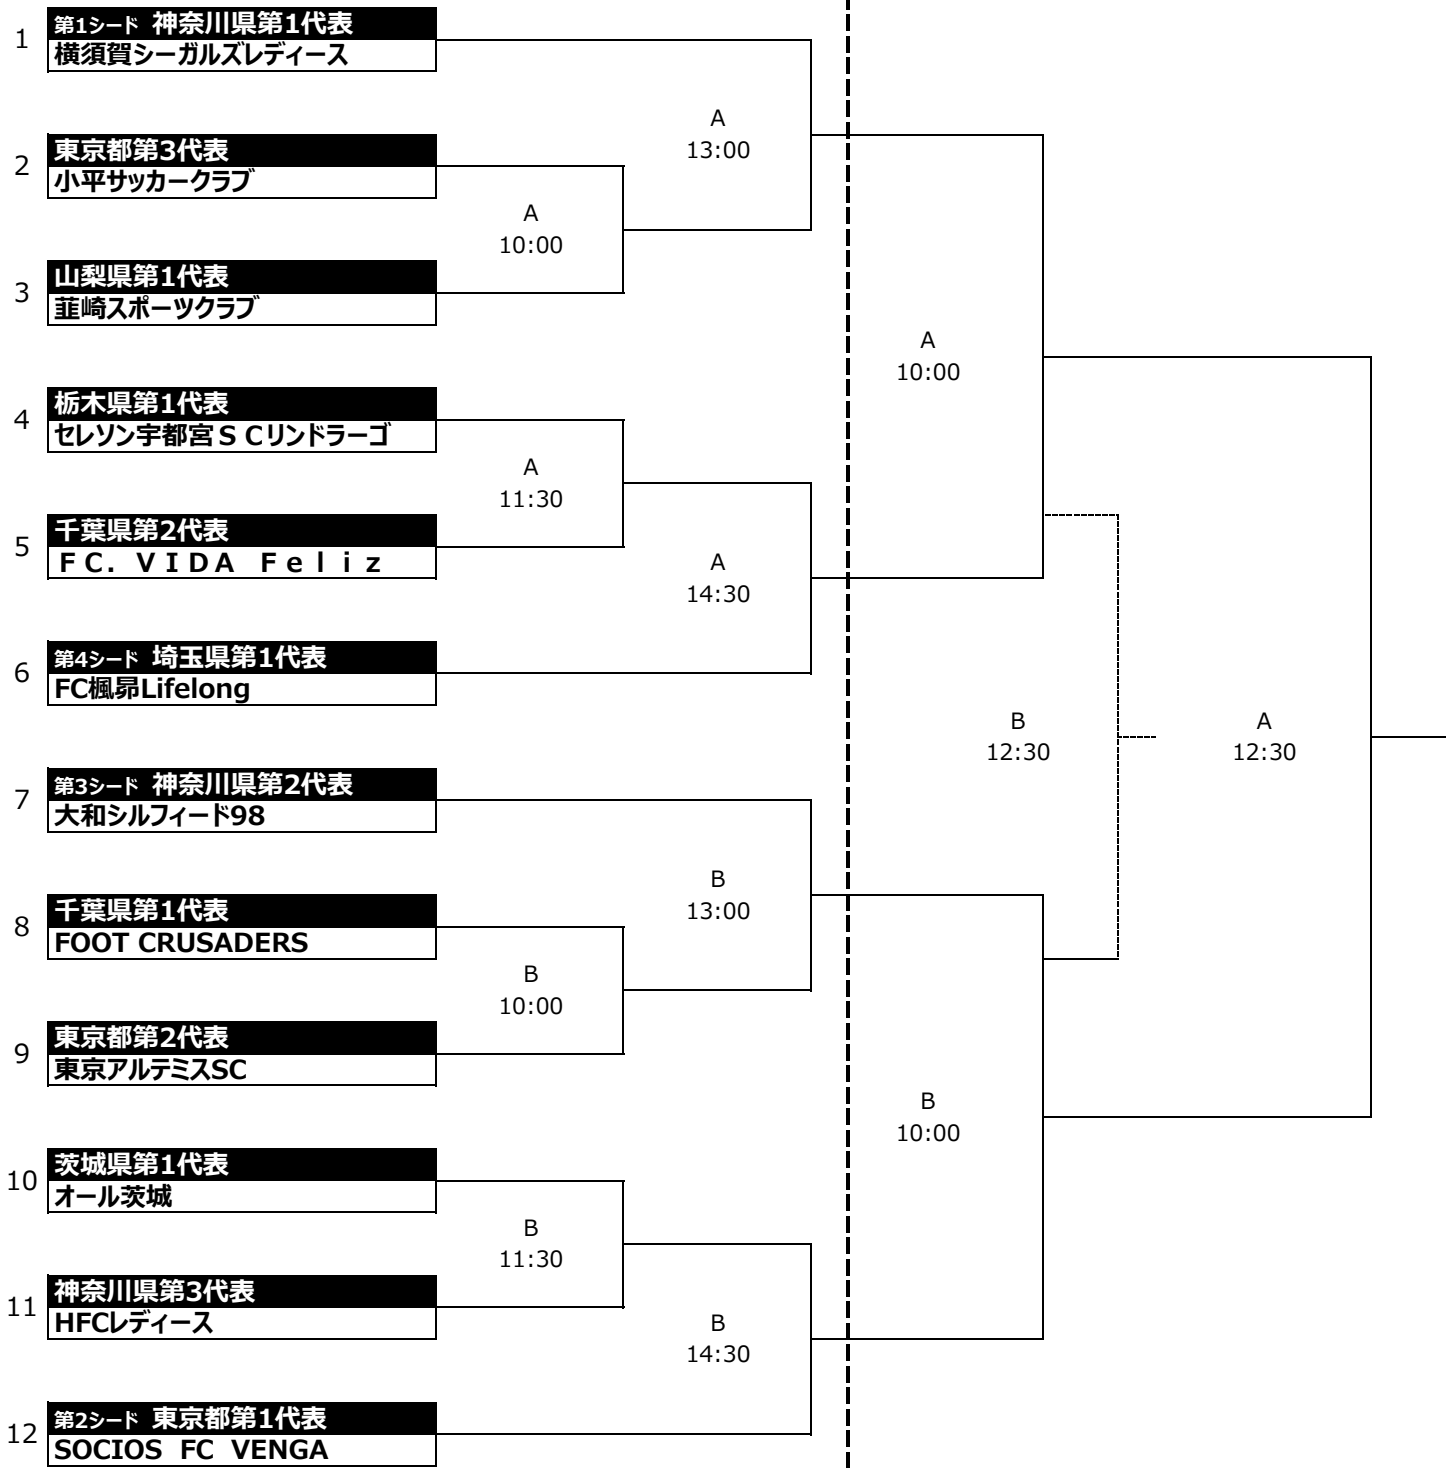 1
第1シード 神奈川県第1代表
横須賀シーガルズレディース
A
13:00
2
東京都第3代表
小平サッカークラブ
A
10:00
3
山梨県第1代表
韮崎スポーツクラブ
A
10:00
4
栃木県第1代表
セレソン宇都宮ＳＣリンドラーゴ
A
11:30
5
千葉県第2代表
ＦＣ．ＶＩＤＡ　Ｆｅｌｉｚ
A
14:30
6
第4シード 埼玉県第1代表
FC楓昴Lifelong
B
12:30
A
12:30
7
第3シード 神奈川県第2代表
大和シルフィード98
B
13:00
8
千葉県第1代表
FOOT CRUSADERS
B
10:00
9
東京都第2代表
東京アルテミスSC
B
10:00
10
茨城県第1代表
オール茨城
B
11:30
11
神奈川県第3代表
HFCレディース
B
14:30
12
第2シード 東京都第1代表
SOCIOS FC VENGA